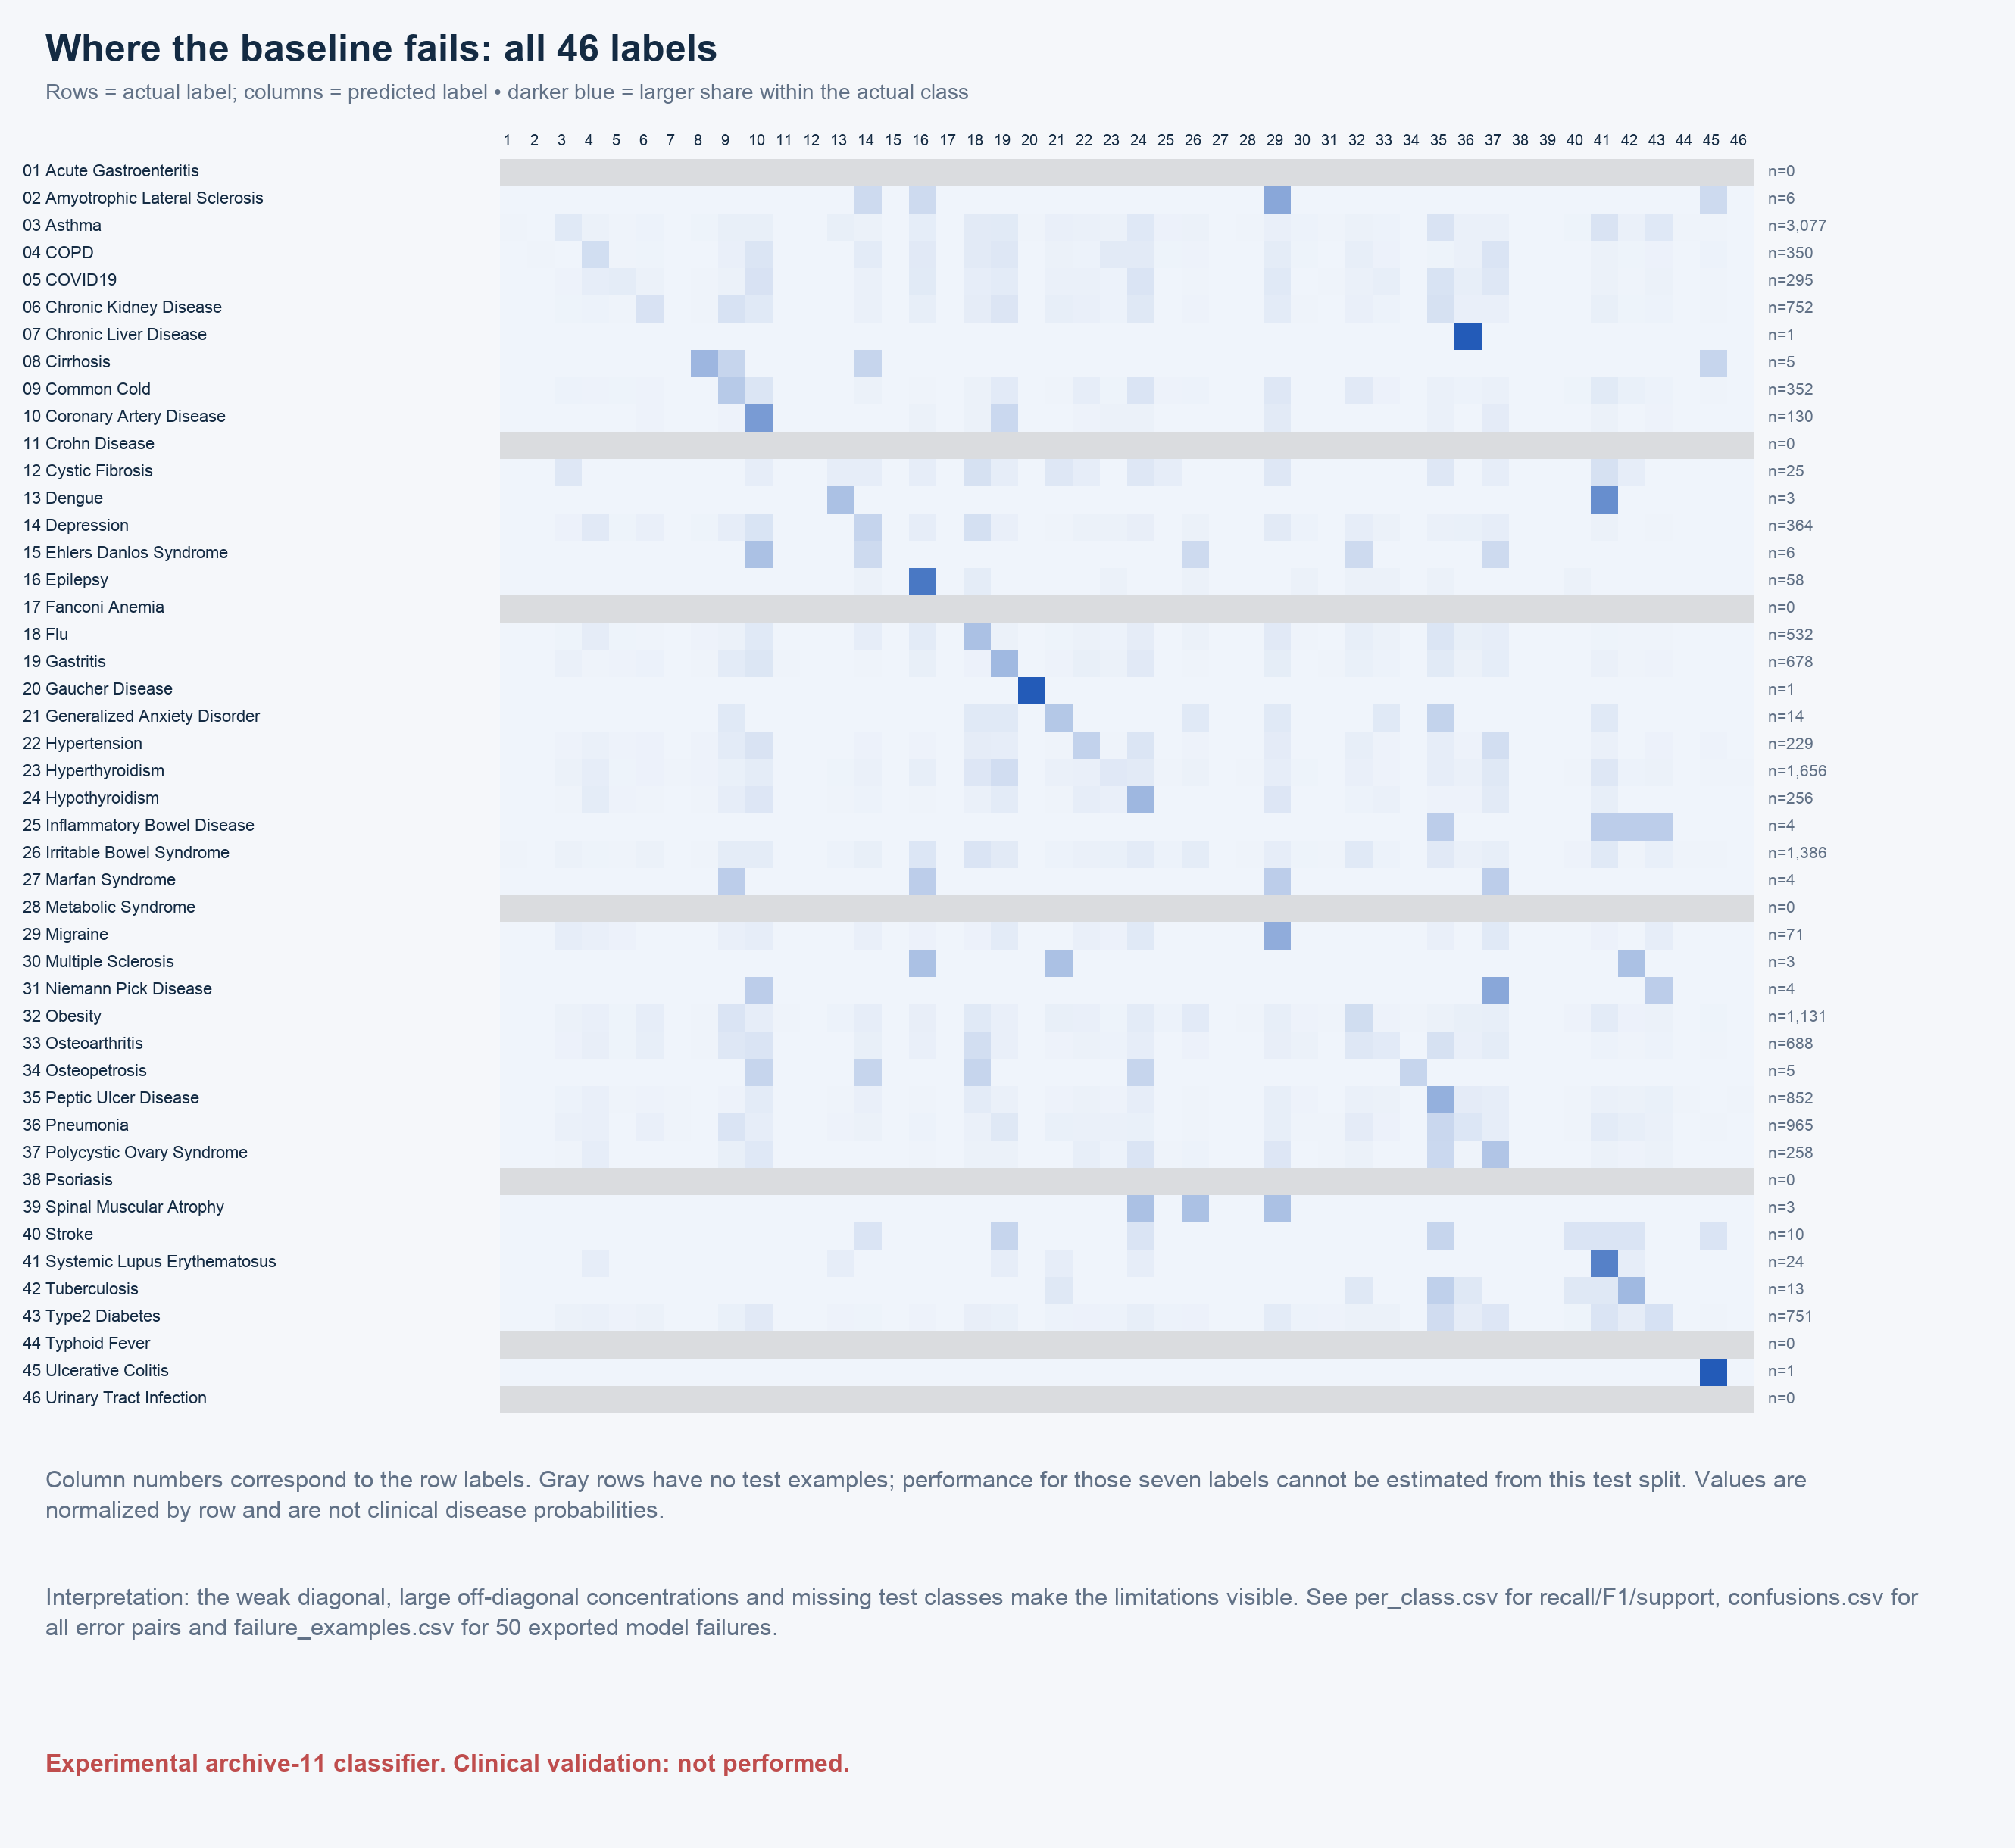 Where the baseline fails: all 46 labels
Rows = actual label; columns = predicted label • darker blue = larger share within the actual class
1 2 3 4 5 6 7 8 9 10 11 12 13 14 15 16 17 18 19 20 21 22 23 24 25 26 27 28 29 30 31 32 33 34 35 36 37 38 39 40 41 42 43 44 45 46
01 Acute Gastroenteritis n=0
02 Amyotrophic Lateral Sclerosis n=6
03 Asthma n=3,077
04 COPD n=350
05 COVID19 n=295
06 Chronic Kidney Disease n=752
07 Chronic Liver Disease n=1
08 Cirrhosis n=5
09 Common Cold n=352
10 Coronary Artery Disease n=130
11 Crohn Disease n=0
12 Cystic Fibrosis n=25
13 Dengue n=3
14 Depression n=364
15 Ehlers Danlos Syndrome n=6
16 Epilepsy n=58
17 Fanconi Anemia n=0
18 Flu n=532
19 Gastritis n=678
20 Gaucher Disease n=1
21 Generalized Anxiety Disorder n=14
22 Hypertension n=229
23 Hyperthyroidism n=1,656
24 Hypothyroidism n=256
25 Inflammatory Bowel Disease n=4
26 Irritable Bowel Syndrome n=1,386
27 Marfan Syndrome n=4
28 Metabolic Syndrome n=0
29 Migraine n=71
30 Multiple Sclerosis n=3
31 Niemann Pick Disease n=4
32 Obesity n=1,131
33 Osteoarthritis n=688
34 Osteopetrosis n=5
35 Peptic Ulcer Disease n=852
36 Pneumonia n=965
37 Polycystic Ovary Syndrome n=258
38 Psoriasis n=0
39 Spinal Muscular Atrophy n=3
40 Stroke n=10
41 Systemic Lupus Erythematosus n=24
42 Tuberculosis n=13
43 Type2 Diabetes n=751
44 Typhoid Fever n=0
45 Ulcerative Colitis n=1
46 Urinary Tract Infection n=0
Column numbers correspond to the row labels. Gray rows have no test examples; performance for those seven labels cannot be estimated from this test split. Values are
normalized by row and are not clinical disease probabilities.
Interpretation: the weak diagonal, large off-diagonal concentrations and missing test classes make the limitations visible. See per_class.csv for recall/F1/support, confusions.csv for
all error pairs and failure_examples.csv for 50 exported model failures.
Experimental archive-11 classifier. Clinical validation: not performed.